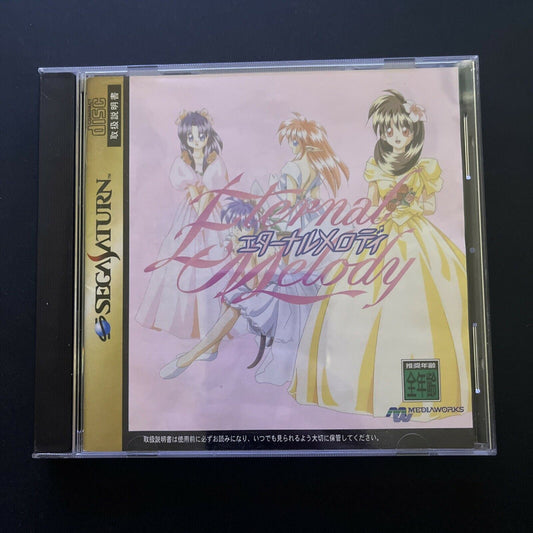 disc
取扱説明書
SEGA SATURN™
Eternal
エターナルメロディ
Melody
推奨年齢
全年齢
MEDIAWORKS
取扱説明書は使用前に必ずお読みになり、いつでも見られるよう大切に保管してください。